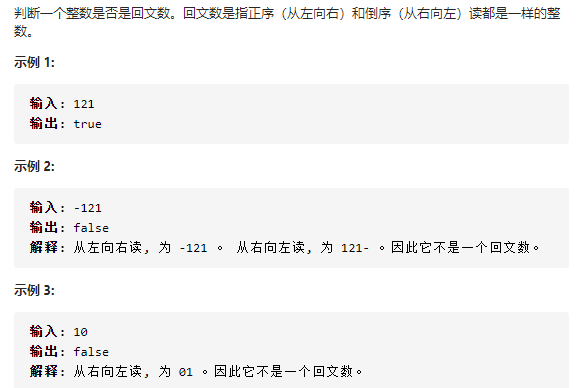 判断一个整数是否是回文数。回文数是指正序（从左向右）和倒序（从右向左）读都是一样的整
数。
示例 1:
输入: 121
输出: true
示例 2:
输入: -121
输出: false
解释: 从左向右读, 为 -121 。 从右向左读, 为 121- 。因此它不是一个回文数。
示例 3:
输入: 10
输出: false
解释: 从右向左读, 为 01 。因此它不是一个回文数。